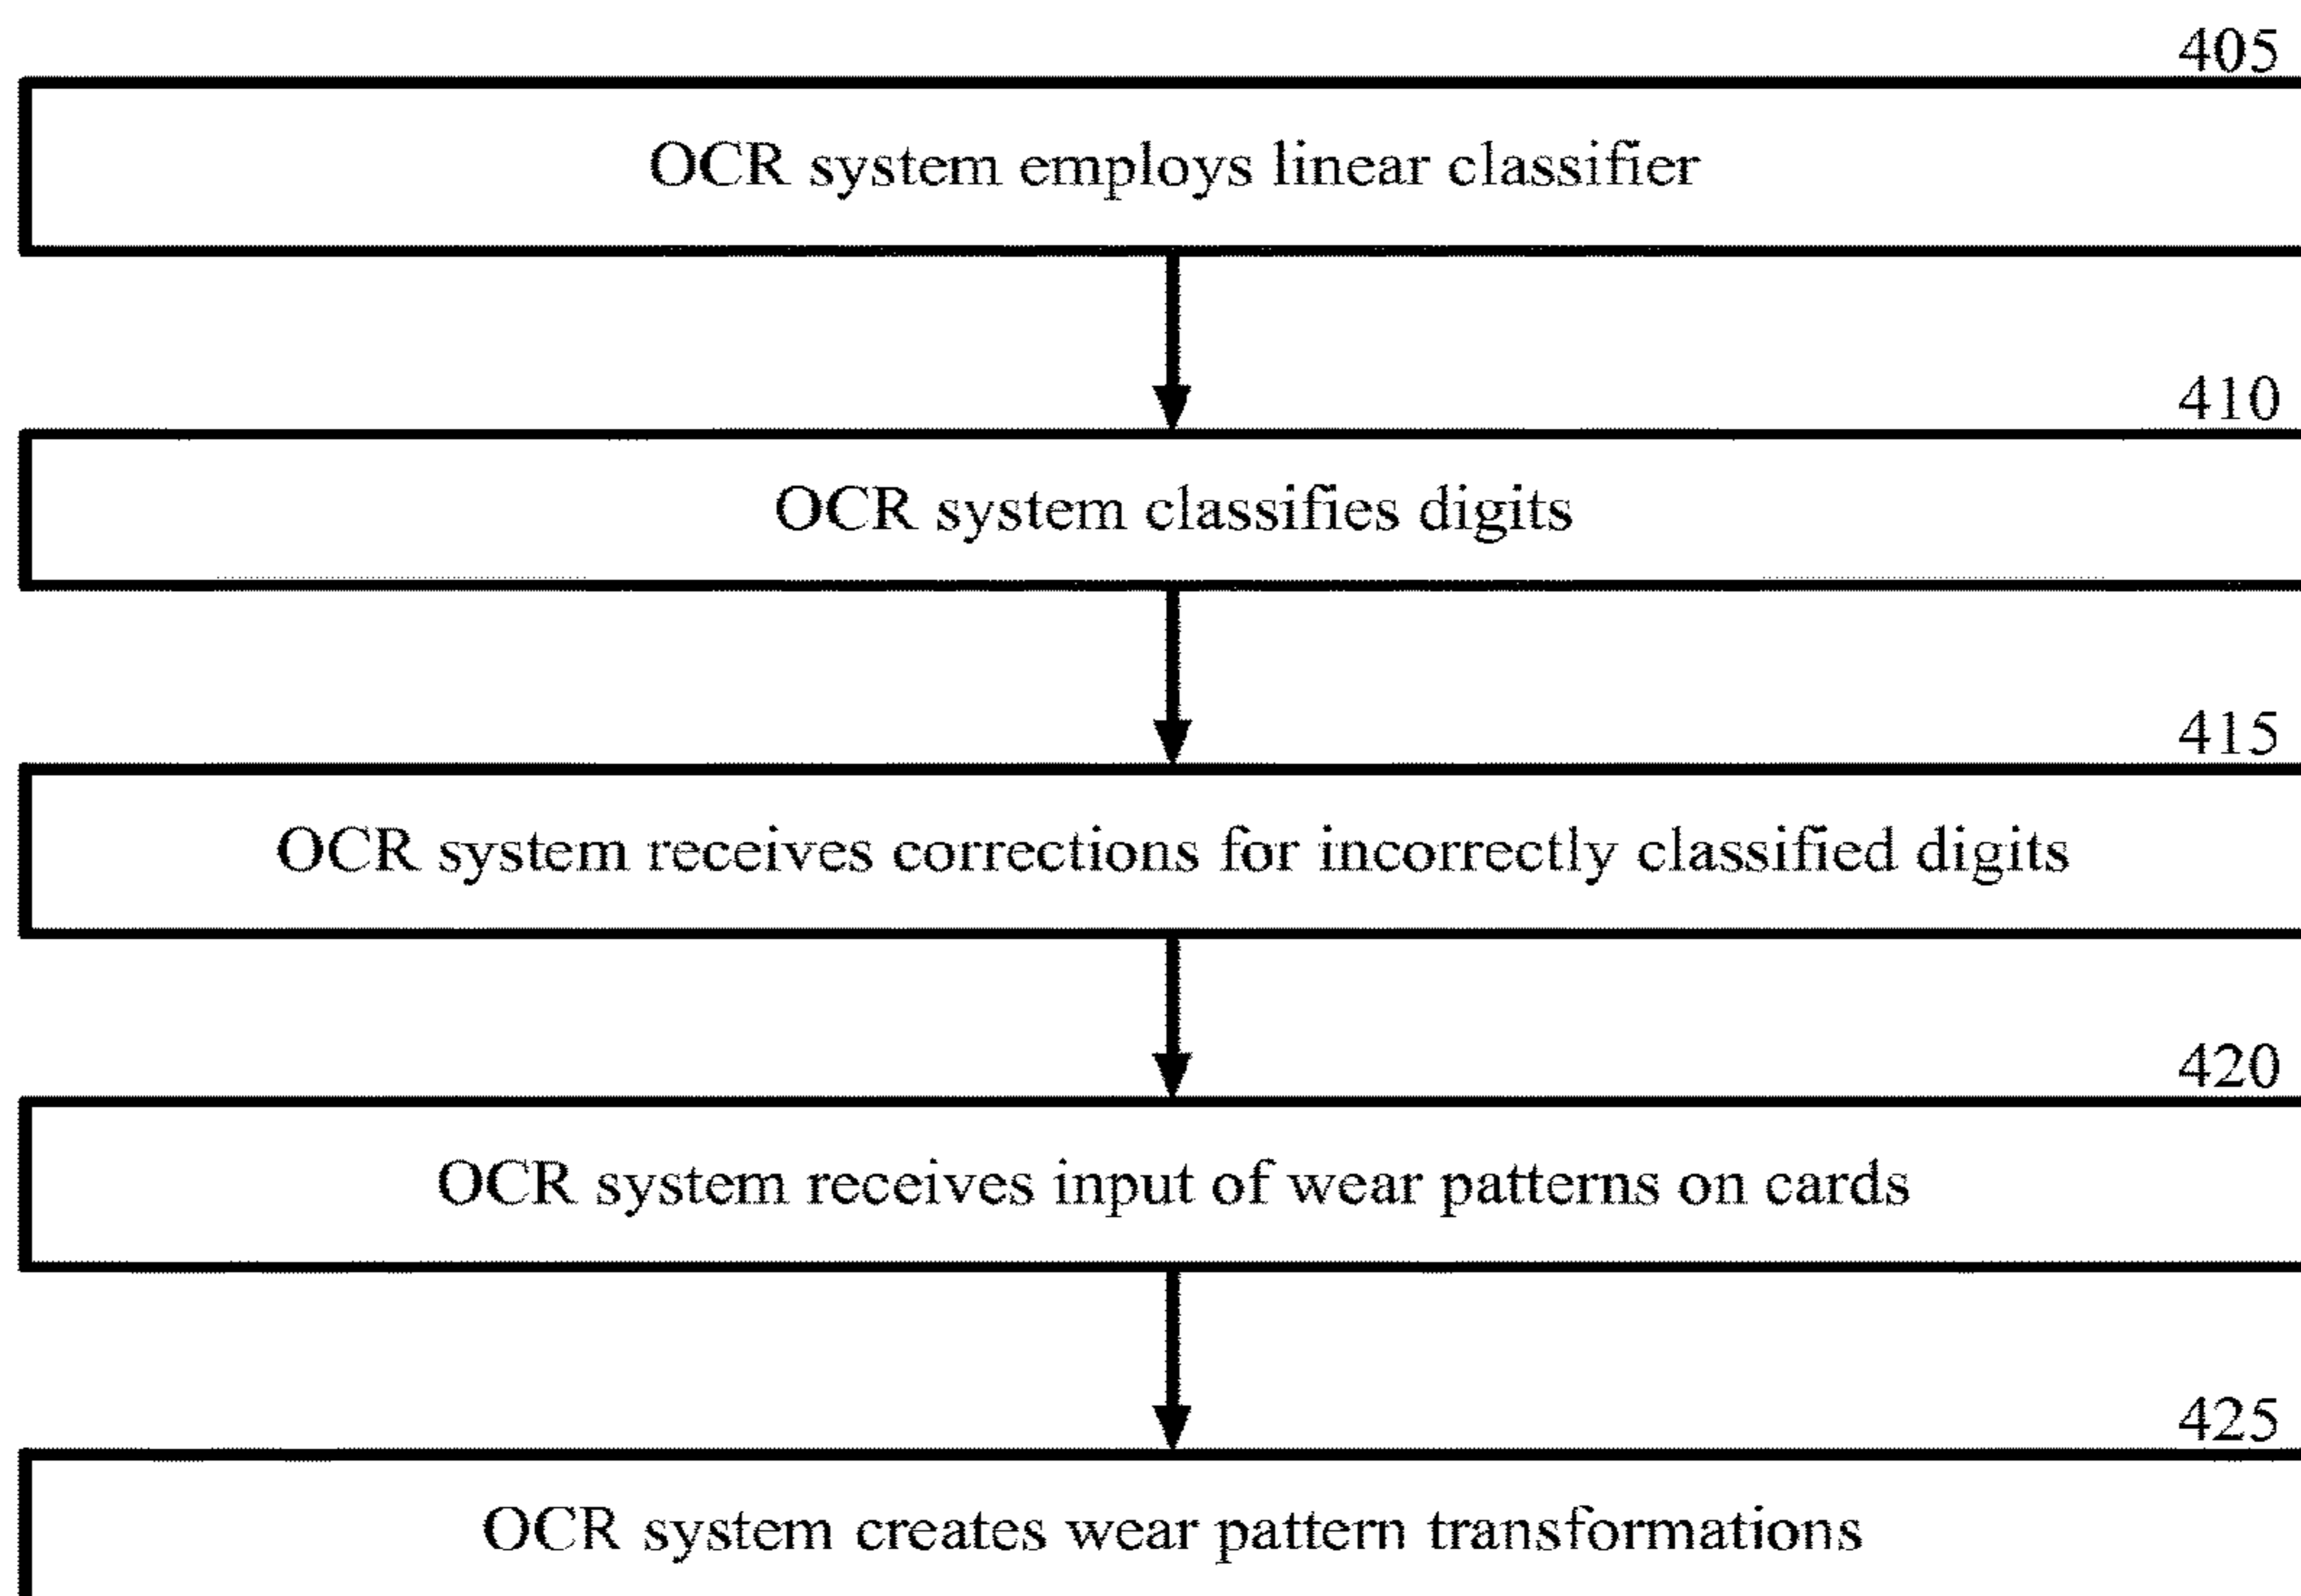 405
OCR system employs linear classifier
410
OCR system classifies digits
415
OCR system receives corrections for incorrectly classified digits
420
OCR system receives input of wear patterns on cards
425
OCR system creates wear pattern transformations